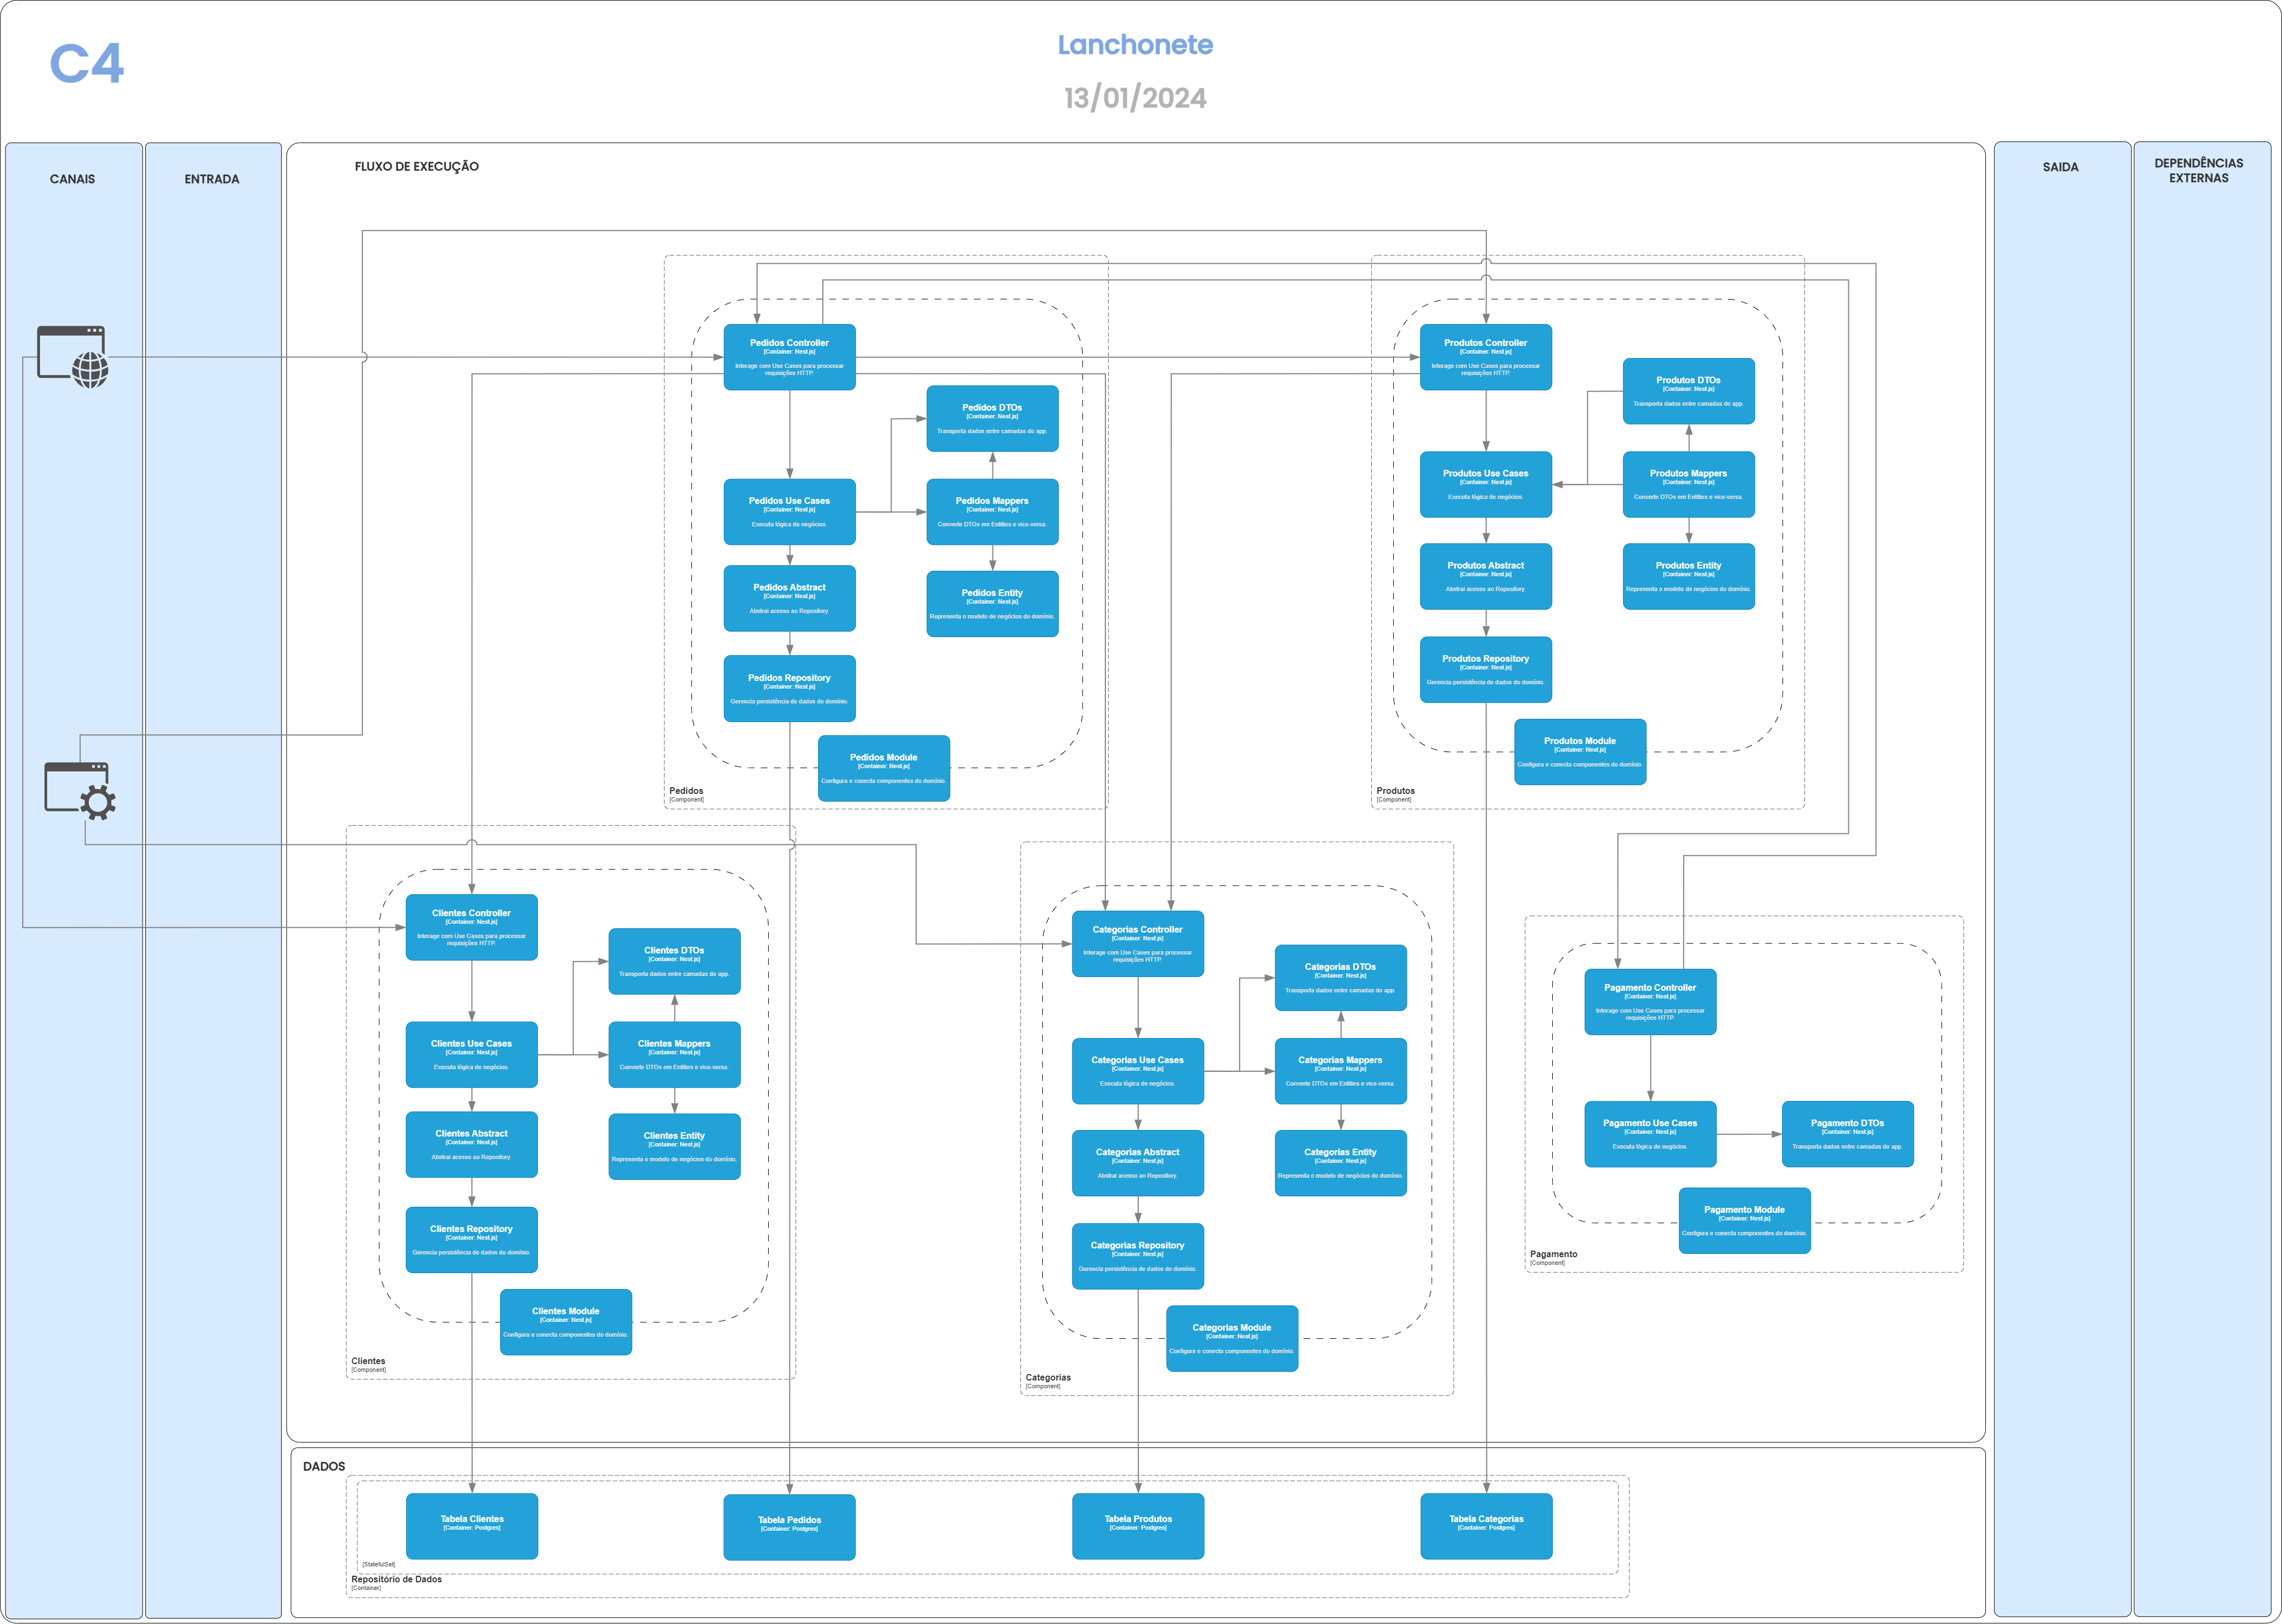 C4
Lanchonete
13/01/2024
CANAIS
ENTRADA
FLUXO DE EXECUÇÃO
SAIDA
DEPENDÊNCIAS
EXTERNAS
Pedidos Controller
[Container: Nest.js]
Interage com Use Cases para processar
requisições HTTP.
Pedidos DTOs
[Container: Nest.js]
Transporta dados entre camadas do app.
Pedidos Use Cases
[Container: Nest.js]
Executa lógica de negócios.
Pedidos Mappers
[Container: Nest.js]
Converte DTOs em Entities e vice-versa.
Pedidos Abstract
[Container: Nest.js]
Abstrai acesso ao Repository.
Pedidos Entity
[Container: Nest.js]
Representa o modelo de negócios do domínio.
Pedidos Repository
[Container: Nest.js]
Gerencia persistência de dados do domínio.
Pedidos Module
[Container: Nest.js]
Configura e conecta componentes do domínio.
Pedidos
[Component]
Produtos Controller
[Container: Nest.js]
Interage com Use Cases para processar
requisições HTTP.
Produtos DTOs
[Container: Nest.js]
Transporta dados entre camadas do app.
Produtos Use Cases
[Container: Nest.js]
Executa lógica de negócios.
Produtos Mappers
[Container: Nest.js]
Converte DTOs em Entities e vice-versa.
Produtos Abstract
[Container: Nest.js]
Abstrai acesso ao Repository.
Produtos Entity
[Container: Nest.js]
Representa o modelo de negócios do domínio.
Produtos Repository
[Container: Nest.js]
Gerencia persistência de dados do domínio.
Produtos Module
[Container: Nest.js]
Configura e conecta componentes do domínio.
Produtos
[Component]
Clientes Controller
[Container: Nest.js]
Interage com Use Cases para processar
requisições HTTP.
Clientes DTOs
[Container: Nest.js]
Transporta dados entre camadas do app.
Clientes Use Cases
[Container: Nest.js]
Executa lógica de negócios.
Clientes Mappers
[Container: Nest.js]
Converte DTOs em Entities e vice-versa.
Clientes Abstract
[Container: Nest.js]
Abstrai acesso ao Repository.
Clientes Entity
[Container: Nest.js]
Representa o modelo de negócios do domínio.
Clientes Repository
[Container: Nest.js]
Gerencia persistência de dados do domínio.
Clientes Module
[Container: Nest.js]
Configura e conecta componentes do domínio.
Clientes
[Component]
Categorias Controller
[Container: Nest.js]
Interage com Use Cases para processar
requisições HTTP.
Categorias DTOs
[Container: Nest.js]
Transporta dados entre camadas do app.
Categorias Use Cases
[Container: Nest.js]
Executa lógica de negócios.
Categorias Mappers
[Container: Nest.js]
Converte DTOs em Entities e vice-versa.
Categorias Abstract
[Container: Nest.js]
Abstrai acesso ao Repository.
Categorias Entity
[Container: Nest.js]
Representa o modelo de negócios do domínio.
Categorias Repository
[Container: Nest.js]
Gerencia persistência de dados do domínio.
Categorias Module
[Container: Nest.js]
Configura e conecta componentes do domínio.
Categorias
[Component]
Pagamento Controller
[Container: Nest.js]
Interage com Use Cases para processar
requisições HTTP.
Pagamento Use Cases
[Container: Nest.js]
Executa lógica de negócios.
Pagamento DTOs
[Container: Nest.js]
Transporta dados entre camadas do app.
Pagamento Module
[Container: Nest.js]
Configura e conecta componentes do domínio.
Pagamento
[Component]
DADOS
Tabela Clientes
[Container: Postgres]
Tabela Pedidos
[Container: Postgres]
Tabela Produtos
[Container: Postgres]
Tabela Categorias
[Container: Postgres]
[StatefulSet]
Repositório de Dados
[Container]